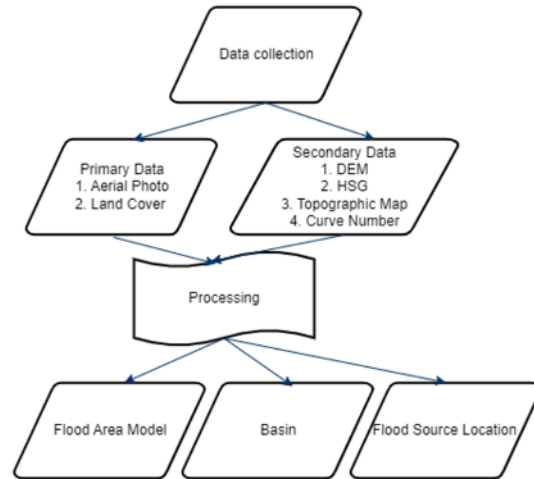 Data collection
Primary Data
1. Aerial Photo
2. Land Cover
Secondary Data
1. DEM
2. HSG
3. Topographic Map
4. Curve Number
Processing
Flood Area Model
Basin
Flood Source Location